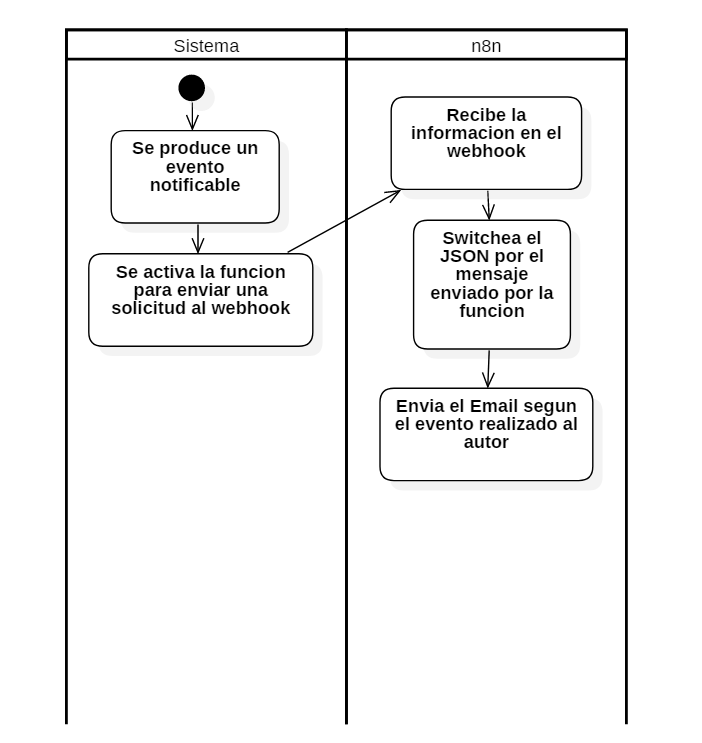 Sistema
n8n
Se produce un
evento
notificable
Se activa la funcion
para enviar una
solicitud al webhook
Recibe la
informacion en el
webhook
Switchea el
JSON por el
mensaje
enviado por la
funcion
Envia el Email segun
el evento realizado al
autor